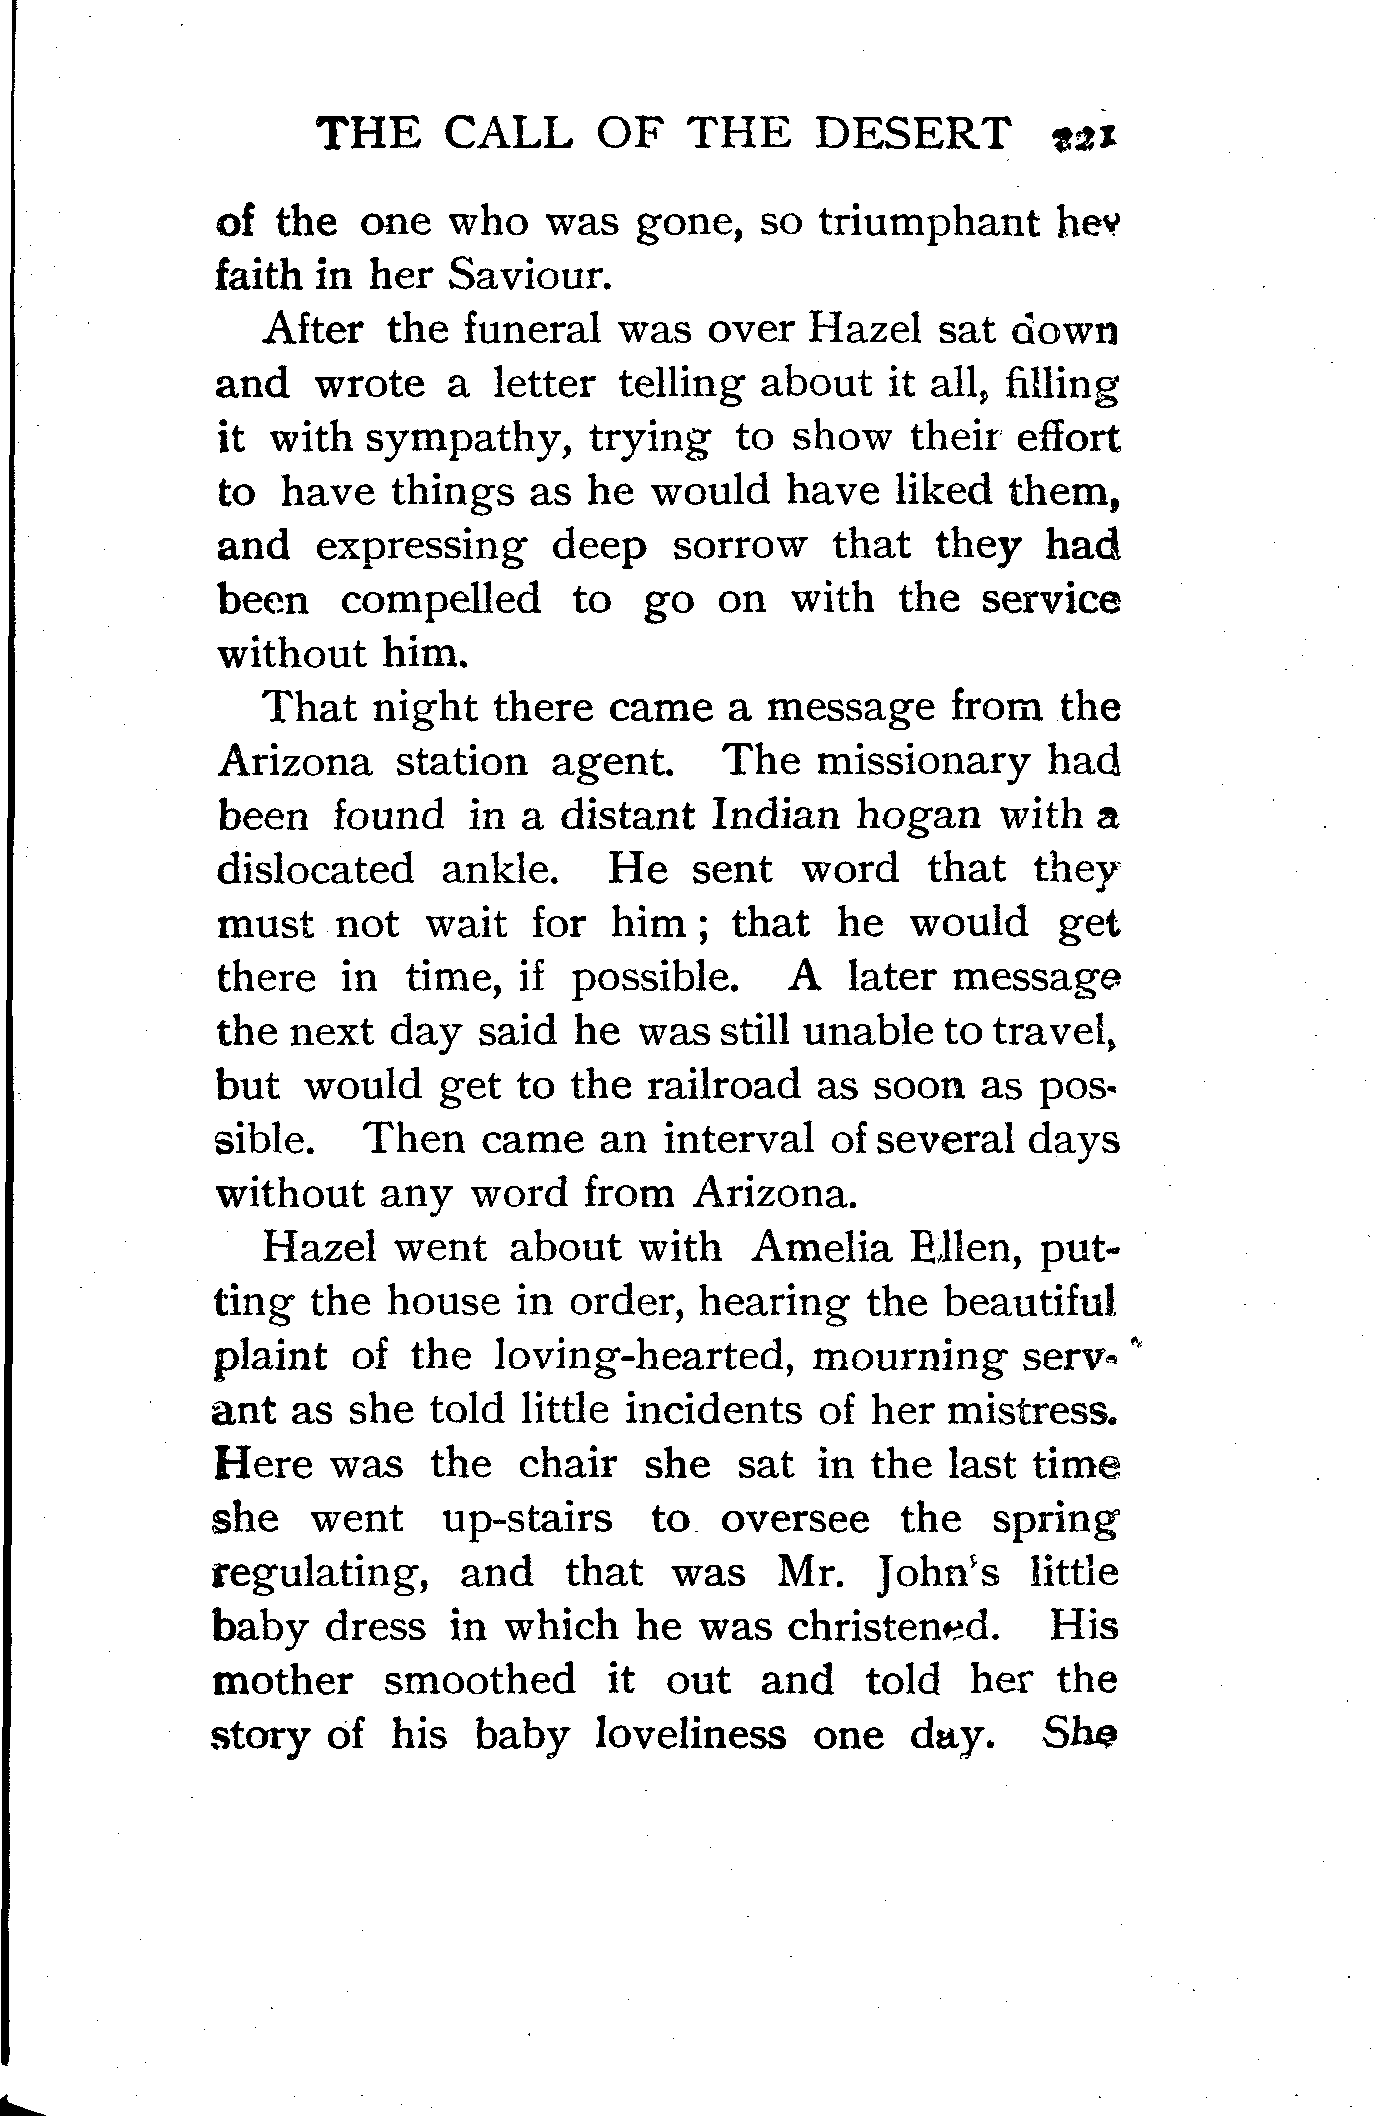 THE CALL OF THE DESERT 221
of the one who was gone, so triumphant her
faith in her Saviour.
After the funeral was over Hazel sat down
and wrote a letter telling about it all, filling
it with sympathy, trying to show their effort
to have things as he would have liked them,
and expressing deep sorrow that they had
been compelled to go on with the service
without him.
That night there came a message from the
Arizona station agent. The missionary had
been found in a distant Indian hogan with a
dislocated ankle. He sent word that they
must not wait for him; that he would get
there in time, if possible. A later message
the next day said he was still unable to travel,
but would get to the railroad as soon as pos-
sible. Then came an interval of several days
without any word from Arizona.
Hazel went about with Amelia Ellen, put-
ting the house in order, hearing the beautiful
plaint of the loving-hearted, mourning serv-
ant as she told little incidents of her mistress.
Here was the chair she sat in the last time
she went up-stairs to oversee the spring
regulating, and that was Mr. John's little
baby dress in which he was christened. His
mother smoothed it out and told her the
story of his baby loveliness one day. She